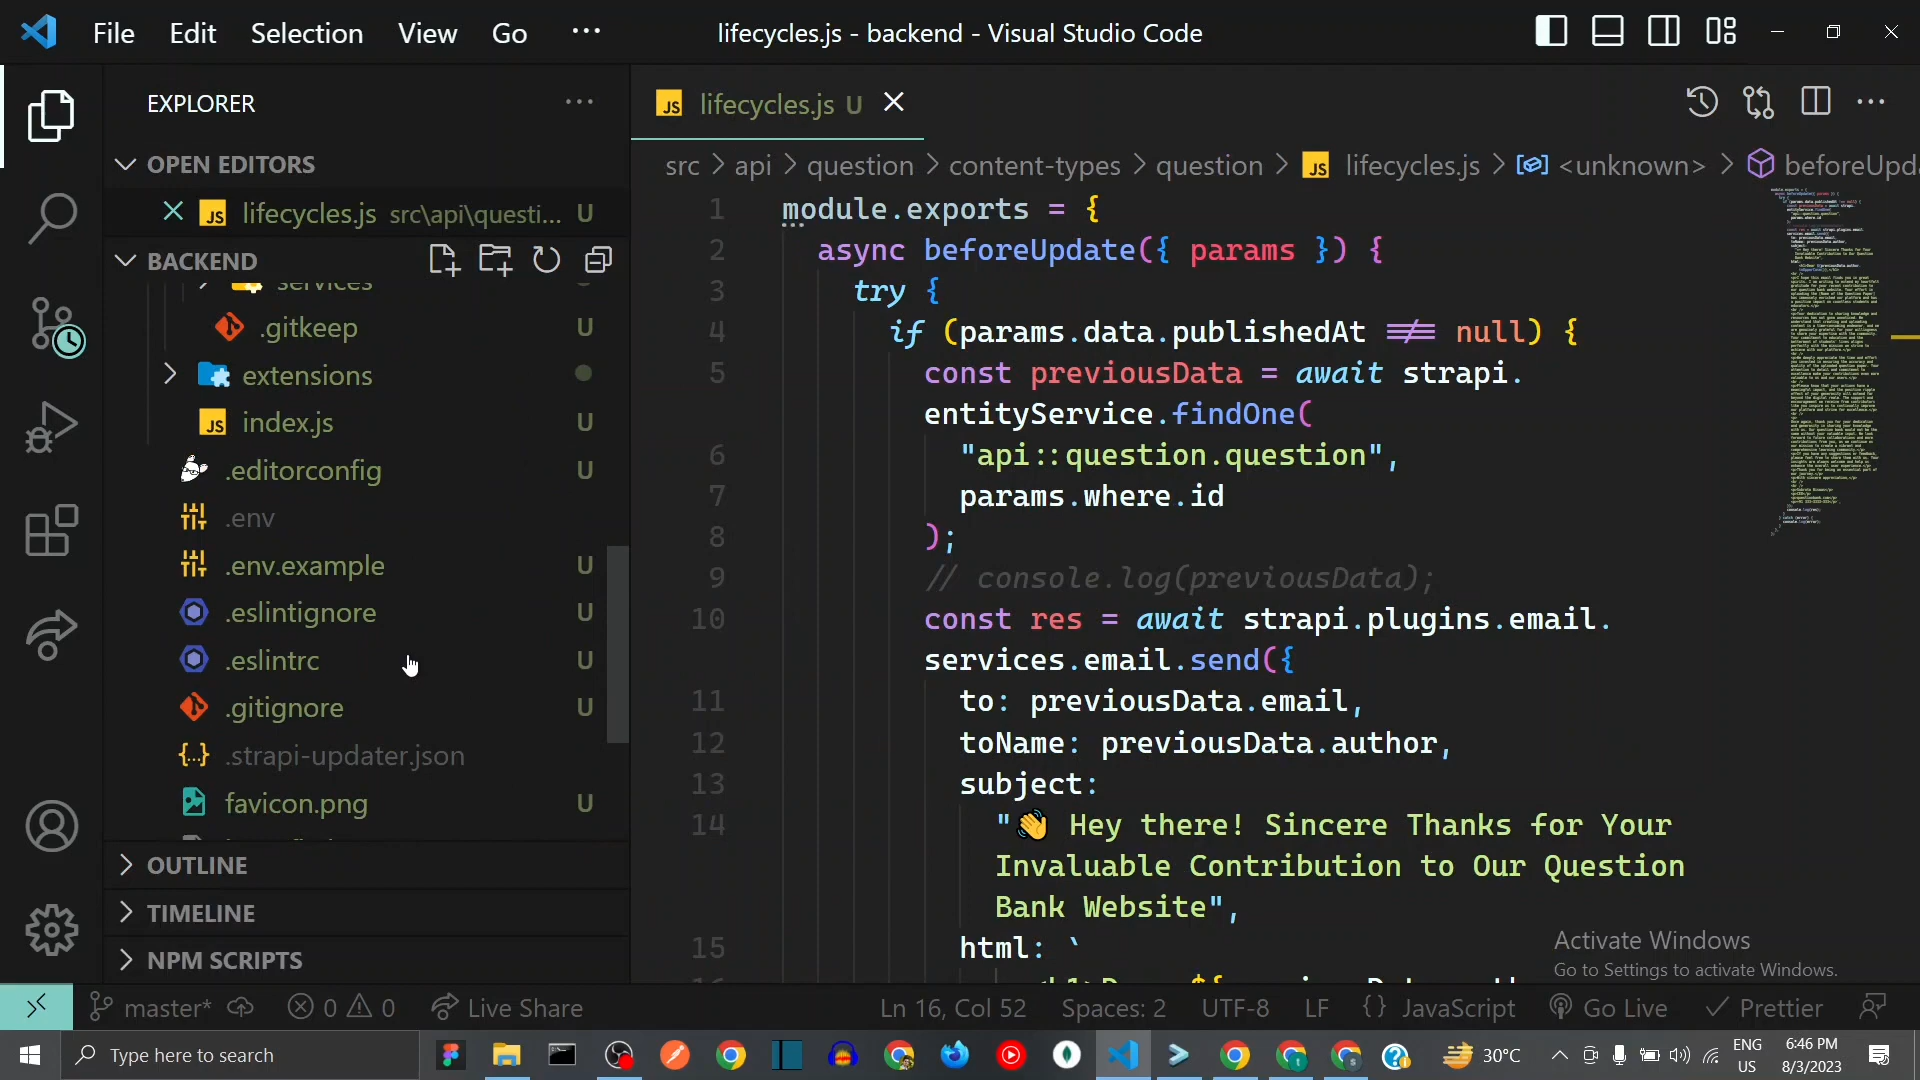 File Edit Selection View Go ··· lifecycles.js - backend - Visual Studio Code
EXPLORER ···
OPEN EDITORS
lifecycles.js src\api\questi... U
BACKEND
services
.gitkeep U
extensions
index.js U
.editorconfig U
.env
.env.example U
.eslintignore U
.eslintrc U
.gitignore U
.strapi-updater.json
favicon.png U
OUTLINE
TIMELINE
NPM SCRIPTS
JS lifecycles.js U
src > api > question > content-types > question > JS lifecycles.js > <unknown> > beforeUpd
1 module.exports = {
2 async beforeUpdate({ params }) {
3 try {
4 if (params.data.publishedAt !== null) {
5 const previousData = await strapi.
entityService.findOne(
6 "api::question.question",
7 params.where.id
8 );
9 // console.log(previousData);
10 const res = await strapi.plugins.email.
services.email.send({
11 to: previousData.email,
12 toName: previousData.author,
13 subject:
14 "👋 Hey there! Sincere Thanks for Your
Invaluable Contribution to Our Question
Bank Website",
15 html: `
Activate Windows
Go to Settings to activate Windows.
master* 0 0 Live Share Ln 16, Col 52 Spaces: 2 UTF-8 LF {} JavaScript Go Live Prettier
Type here to search 30°C ENG US 6:46 PM 8/3/2023